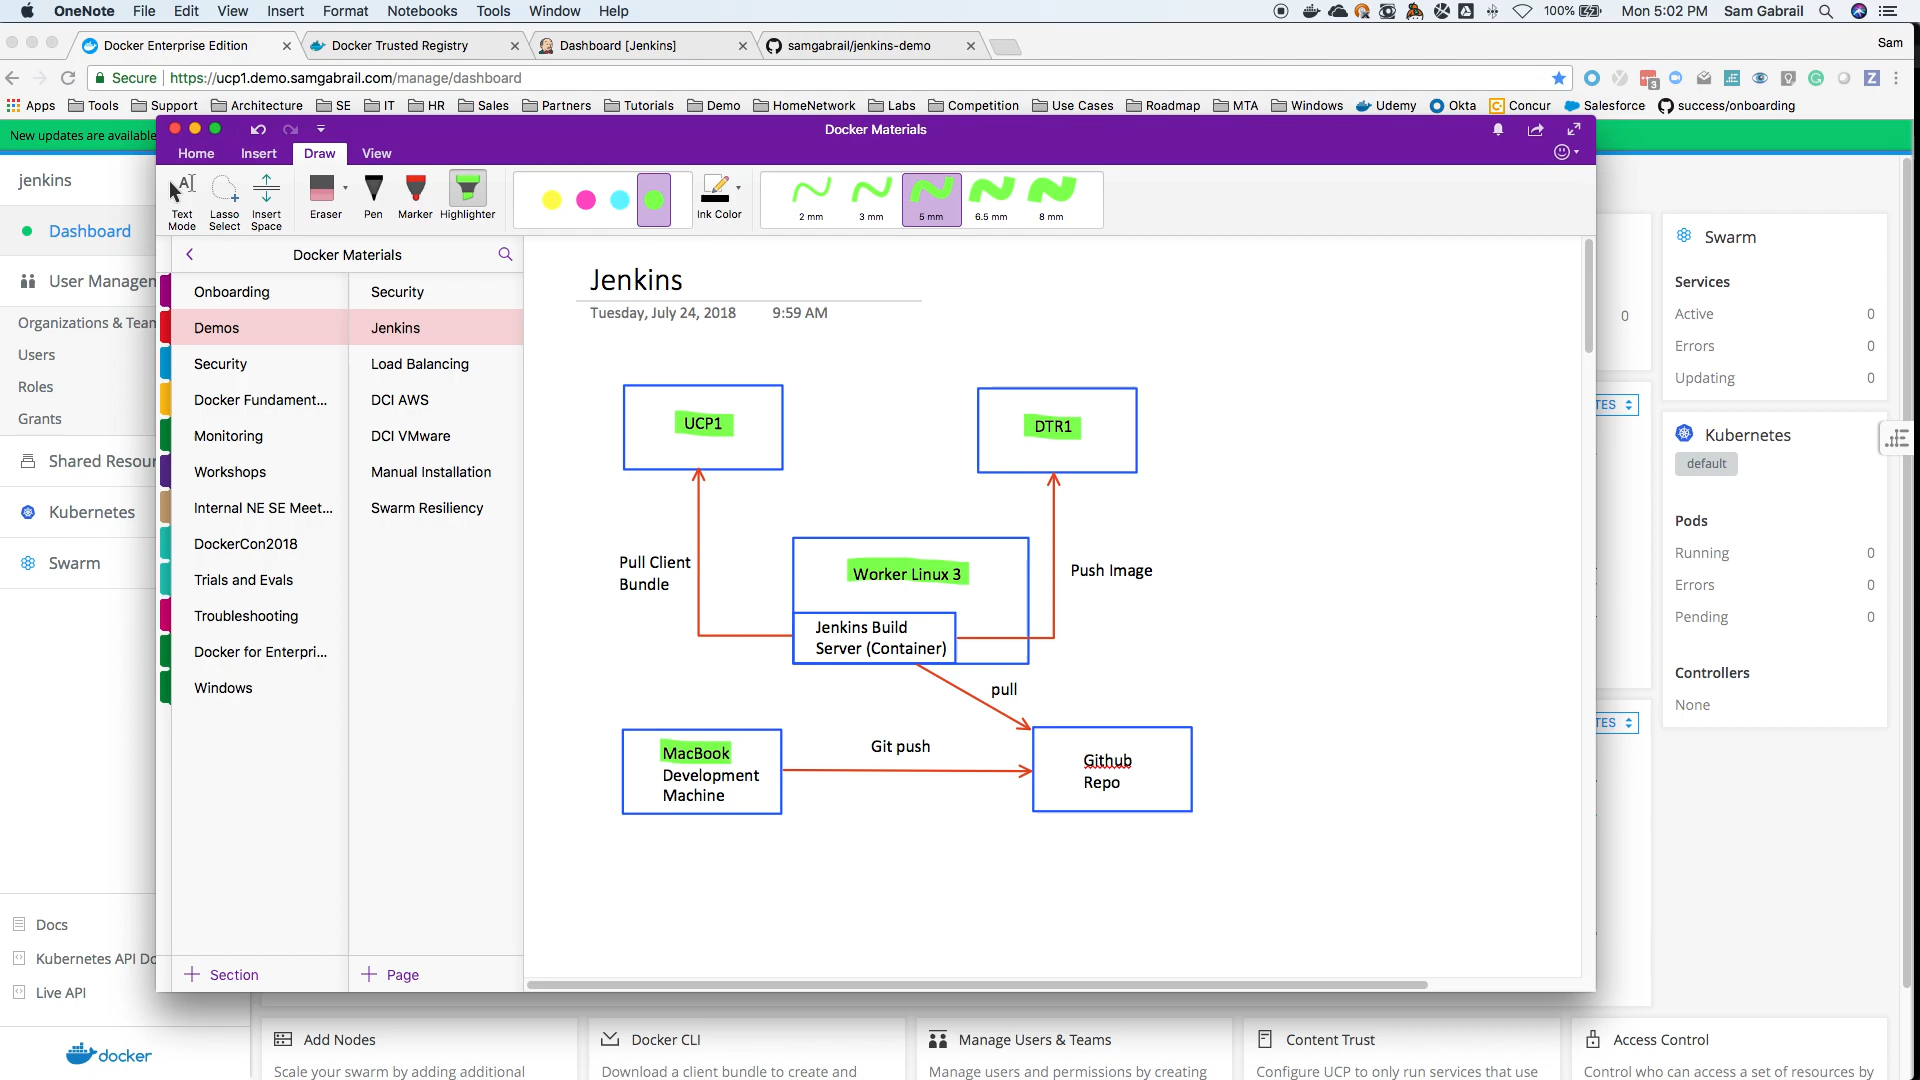 OneNote File Edit View Insert Format Notebooks Tools Window Help 100% Mon 5:02 PM Sam Gabrail
Docker Enterprise Edition Docker Trusted Registry Dashboard [Jenkins] samgabrail/jenkins-demo Sam
Secure https://ucp1.demo.samgabrail.com/manage/dashboard
Apps Tools Support Architecture SE IT HR Sales Partners Tutorials Demo HomeNetwork Labs Competition Use Cases Roadmap MTA Windows Udemy Okta Concur Salesforce success/onboarding
New updates are available
Docker Materials
Home Insert Draw View
Text Mode
Lasso Select
Insert Space
Eraser
Pen
Marker
Highlighter
Ink Color
2 mm
3 mm
5 mm
6.5 mm
8 mm
jenkins
Dashboard
User Managem
Organizations & Team
Users
Roles
Grants
Shared Resour
Kubernetes
Swarm
Docs
Kubernetes API Do
Live API
docker
Docker Materials
Onboarding
Demos
Security
Docker Fundament...
Monitoring
Workshops
Internal NE SE Meet...
DockerCon2018
Trials and Evals
Troubleshooting
Docker for Enterpri...
Windows
Section
Security
Jenkins
Load Balancing
DCI AWS
DCI VMware
Manual Installation
Swarm Resiliency
Page
Jenkins
Tuesday, July 24, 2018 9:59 AM
UCP1
DTR1
Pull Client
Bundle
Worker Linux 3
Push Image
Jenkins Build
Server (Container)
pull
MacBook
Development
Machine
Git push
Github
Repo
0
TES
TES
Swarm
Services
Active 0
Errors 0
Updating 0
Kubernetes
default
Pods
Running 0
Errors 0
Pending 0
Controllers
None
Add Nodes
Scale your swarm by adding additional
Docker CLI
Download a client bundle to create and
Manage Users & Teams
Manage users and permissions by creating
Content Trust
Configure UCP to only run services that use
Access Control
Control who can access a set of resources by